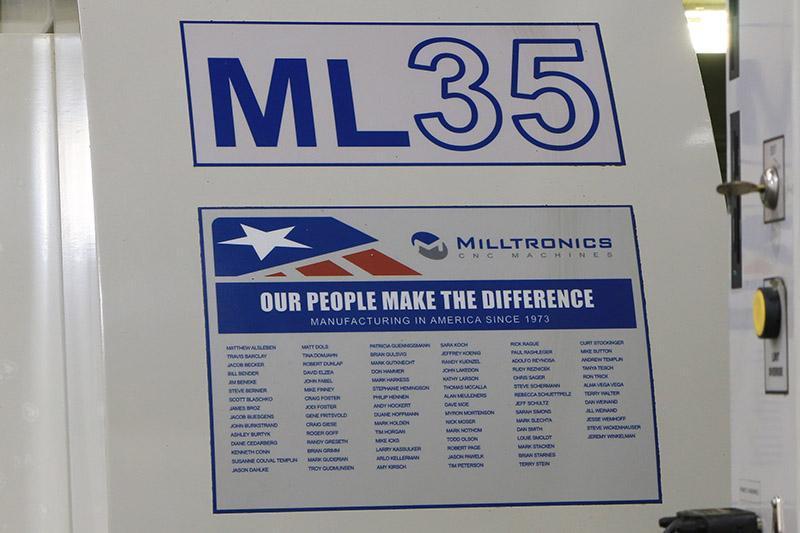 ML35
MILLTRONICS
CNC MACHINES
OUR PEOPLE MAKE THE DIFFERENCE
MANUFACTURING IN AMERICA SINCE 1973
MATTHEW ALSLEBEN
TRAVIS BARCLAY
JACOB BECKER
BILL BENDER
JIM BENEKE
STEVE BERNIER
SCOTT BLASCHKO
JAMES BROZ
JACOB BUESGENS
JOHN BURKSTRAND
ASHLEY BURTYK
DIANE CEDARBERG
KENNETH CONN
SUSANNE COUVAL TEMPLIN
JASON DAHLKE
MATT DOLS
TINA DONJAHN
ROBERT DUNLAP
DAVID ELZEA
JOHN FABEL
MIKE FINNEY
CRAIG FOSTER
JODI FOSTER
GENE FRITSVOLD
CRAIG GIESE
ROGER GOFF
RANDY GRESETH
BRIAN GRIMM
MARK GUDERIAN
TROY GUDMUNSEN
PATRICIA GUENNIGSMANN
BRIAN GULSVIG
MARK GUTKNECHT
DON HAMMER
MARK HARKESS
STEPHANIE HEMINGSON
PHILIP HENNEN
ANDY HOCKERT
DUANE HOFFMANN
MARK HOLDEN
TIM HORGAN
MIKE ICKS
LARRY KASSULKER
ARLO KELLERMAN
AMY KIRSCH
SARA KOCH
JEFFREY KOENIG
RANDY KUENZEL
JOHN LAKEDON
KATHY LARSON
THOMAS MCCALLA
ALAN MEULENERS
DAVE MOE
MYRON MORTENSON
NICK MOSER
MARK NOTHOM
TODD OLSON
ROBERT PAGE
JASON PAWELK
TIM PETERSON
RICK RAGUE
PAUL RASHLEGER
ADOLFO REYNOSA
RUDY REZNICEK
CHRIS SAGER
STEVE SCHERMANN
REBECCA SCHUETTPELZ
JEFF SCHULTZ
SARAH SIMONS
MARK SLECHTA
DAN SMITH
LOUIE SMOLDT
MARK STACKEN
BRIAN STARNES
TERRY STEIN
CURT STOCKINGER
MIKE SUTTON
ANDREW TEMPLIN
TANYA TESCH
RON TRICK
ALMA VEGA VEGA
TERRY WALTER
DAN WEINAND
JILL WEINAND
JESSE WEMHOFF
STEVE WICKENHAUSER
JEREMY WINKELMAN